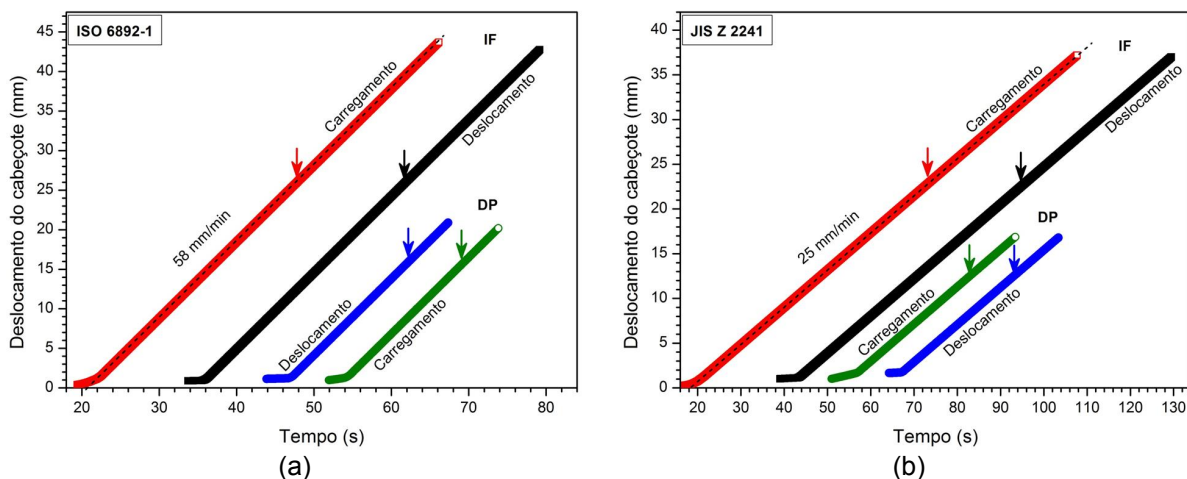 ISO 6892-1
IF
DP
Carregamento
Deslocamento
58 mm/min
Deslocamento
Carregamento
Deslocamento do cabeçote (mm)
45
40
35
30
25
20
15
10
5
0
20 30 40 50 60 70 80
Tempo (s)
(a)
JIS Z 2241
IF
DP
Carregamento
Deslocamento
25 mm/min
Carregamento
Deslocamento
Deslocamento do cabeçote (mm)
40
35
30
25
20
15
10
5
0
20 30 40 50 60 70 80 90 100 110 120 130
Tempo (s)
(b)